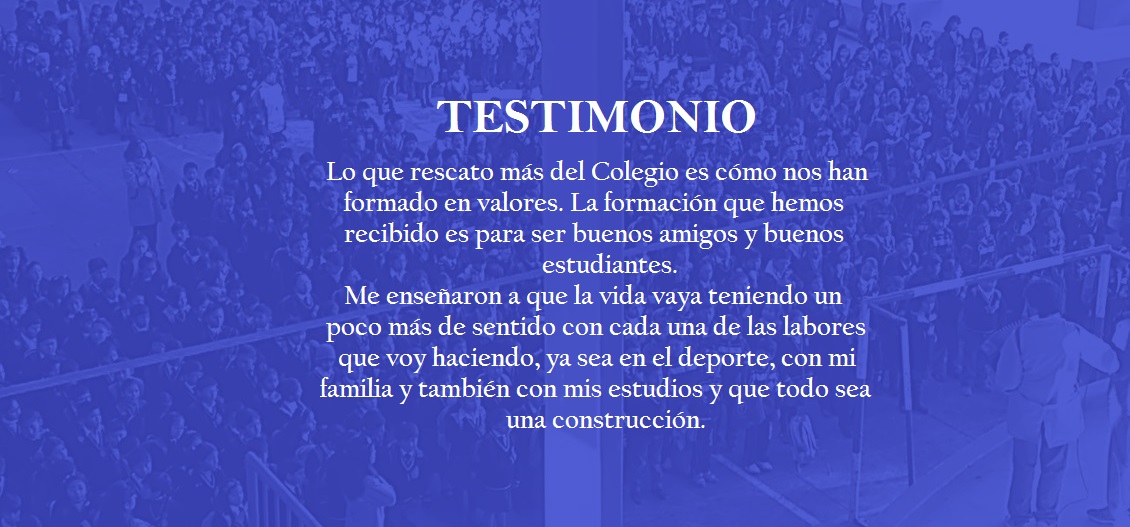 TESTIMONIO
Lo que rescato más del Colegio es cómo nos han
formado en valores. La formación que hemos
recibido es para ser buenos amigos y buenos
estudiantes.
Me enseñaron a que la vida vaya teniendo un
poco más de sentido con cada una de las labores
que voy haciendo, ya sea en el deporte, con mi
familia y también con mis estudios y que todo sea
una construcción.